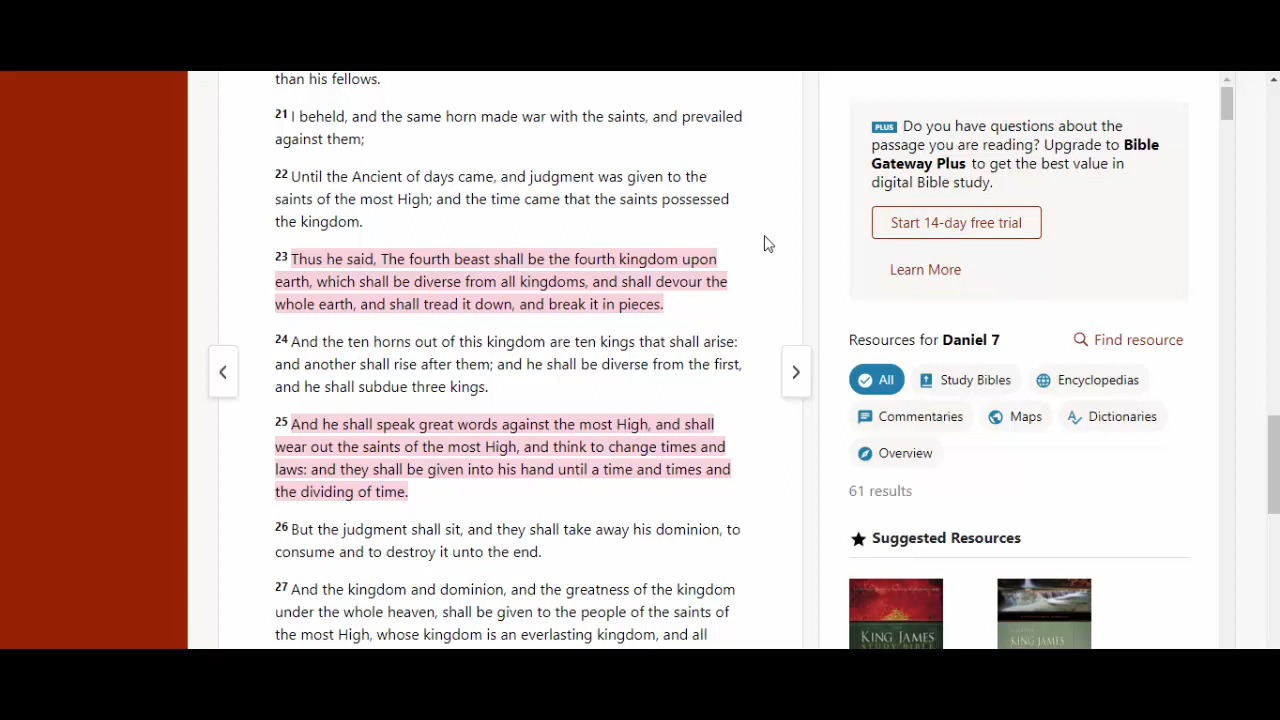 than his fellows.
21 I beheld, and the same horn made war with the saints, and prevailed
against them;
22 Until the Ancient of days came, and judgment was given to the
saints of the most High; and the time came that the saints possessed
the kingdom.
23 Thus he said, The fourth beast shall be the fourth kingdom upon
earth, which shall be diverse from all kingdoms, and shall devour the
whole earth, and shall tread it down, and break it in pieces.
24 And the ten horns out of this kingdom are ten kings that shall arise:
and another shall rise after them; and he shall be diverse from the first,
and he shall subdue three kings.
25 And he shall speak great words against the most High, and shall
wear out the saints of the most High, and think to change times and
laws: and they shall be given into his hand until a time and times and
the dividing of time.
26 But the judgment shall sit, and they shall take away his dominion, to
consume and to destroy it unto the end.
27 And the kingdom and dominion, and the greatness of the kingdom
under the whole heaven, shall be given to the people of the saints of
the most High, whose kingdom is an everlasting kingdom, and all
PLUS Do you have questions about the
passage you are reading? Upgrade to Bible
Gateway Plus to get the best value in
digital Bible study.
Start 14-day free trial
Learn More
Resources for Daniel 7
Find resource
All
Study Bibles
Encyclopedias
Commentaries
Maps
Dictionaries
Overview
61 results
Suggested Resources
KING JAMES
STUDY BIBLE
KING JAMES